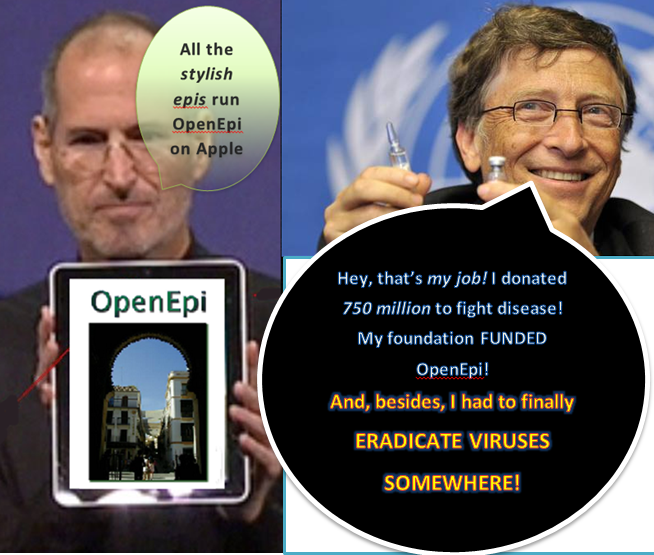 All the
stylish
epis run
OpenEpi
on Apple
OpenEpi
Hey, that’s my job! I donated
750 million to fight disease!
My foundation FUNDED
OpenEpi!
And, besides, I had to finally
ERADICATE VIRUSES
SOMEWHERE!